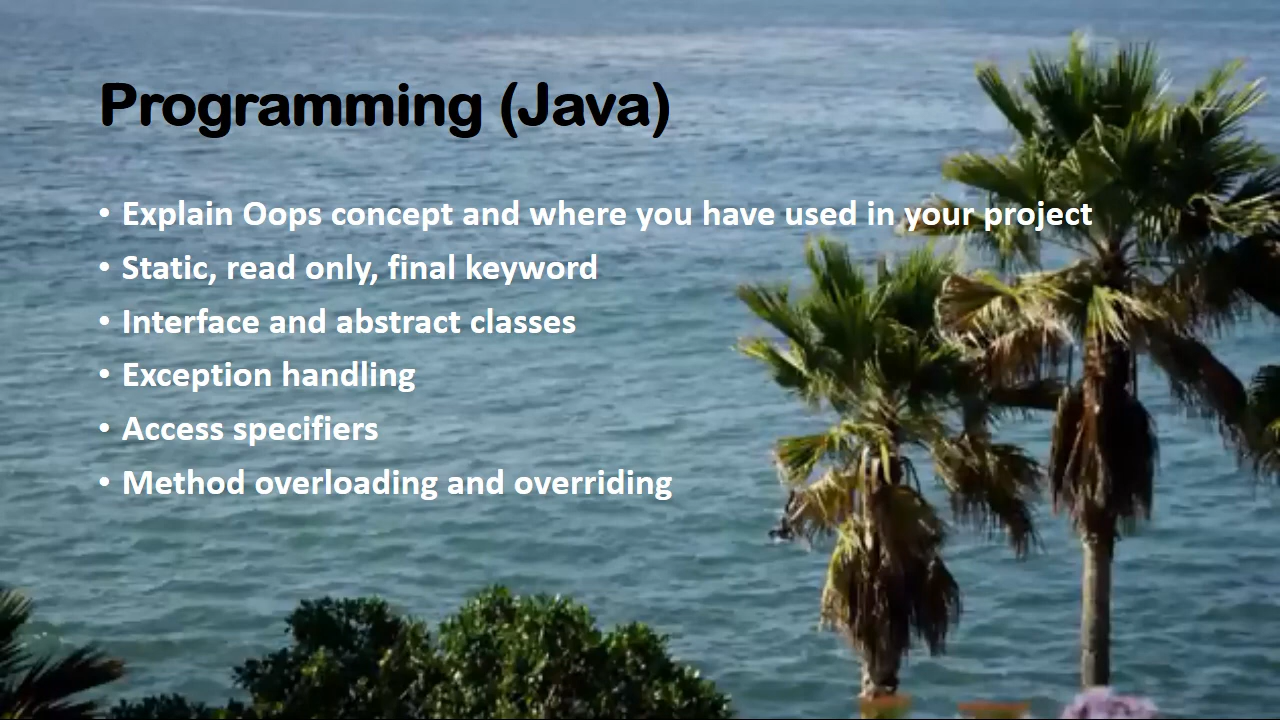 Programming (Java)
• Explain Oops concept and where you have used in your project
• Static, read only, final keyword
• Interface and abstract classes
• Exception handling
• Access specifiers
• Method overloading and overriding